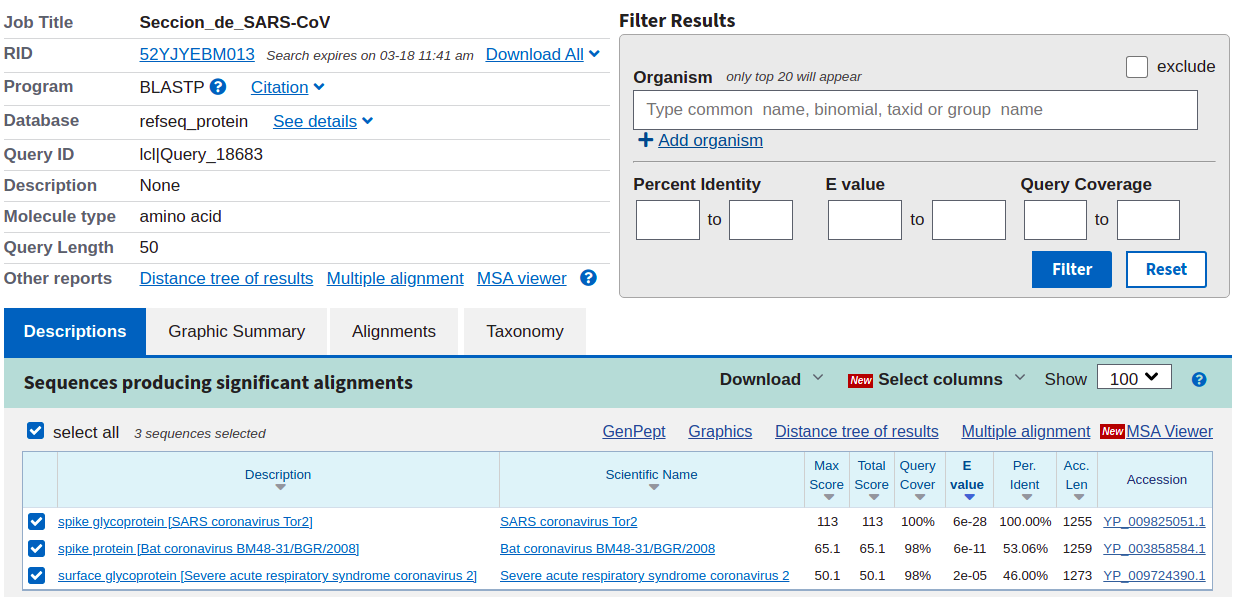 Job Title Seccion_de_SARS-CoV
RID 52YJYEBM013 Search expires on 03-18 11:41 am Download All
Program BLASTP ? Citation
Database refseq_protein See details
Query ID lcl|Query_18683
Description None
Molecule type amino acid
Query Length 50
Other reports Distance tree of results Multiple alignment MSA viewer ?
Filter Results
Organism only top 20 will appear exclude
Type common name, binomial, taxid or group name
+ Add organism
Percent Identity E value Query Coverage
to to to
Filter Reset
Descriptions Graphic Summary Alignments Taxonomy
Sequences producing significant alignments Download New Select columns Show 100 ?
select all 3 sequences selected GenPept Graphics Distance tree of results Multiple alignment New MSA Viewer
Description Scientific Name Max Score Total Score Query Cover E value Per. Ident Acc. Len Accession
spike glycoprotein [SARS coronavirus Tor2] SARS coronavirus Tor2 113 113 100% 6e-28 100.00% 1255 YP_009825051.1
spike protein [Bat coronavirus BM48-31/BGR/2008] Bat coronavirus BM48-31/BGR/2008 65.1 65.1 98% 6e-11 53.06% 1259 YP_003858584.1
surface glycoprotein [Severe acute respiratory syndrome coronavirus 2] Severe acute respiratory syndrome coronavirus 2 50.1 50.1 98% 2e-05 46.00% 1273 YP_009724390.1